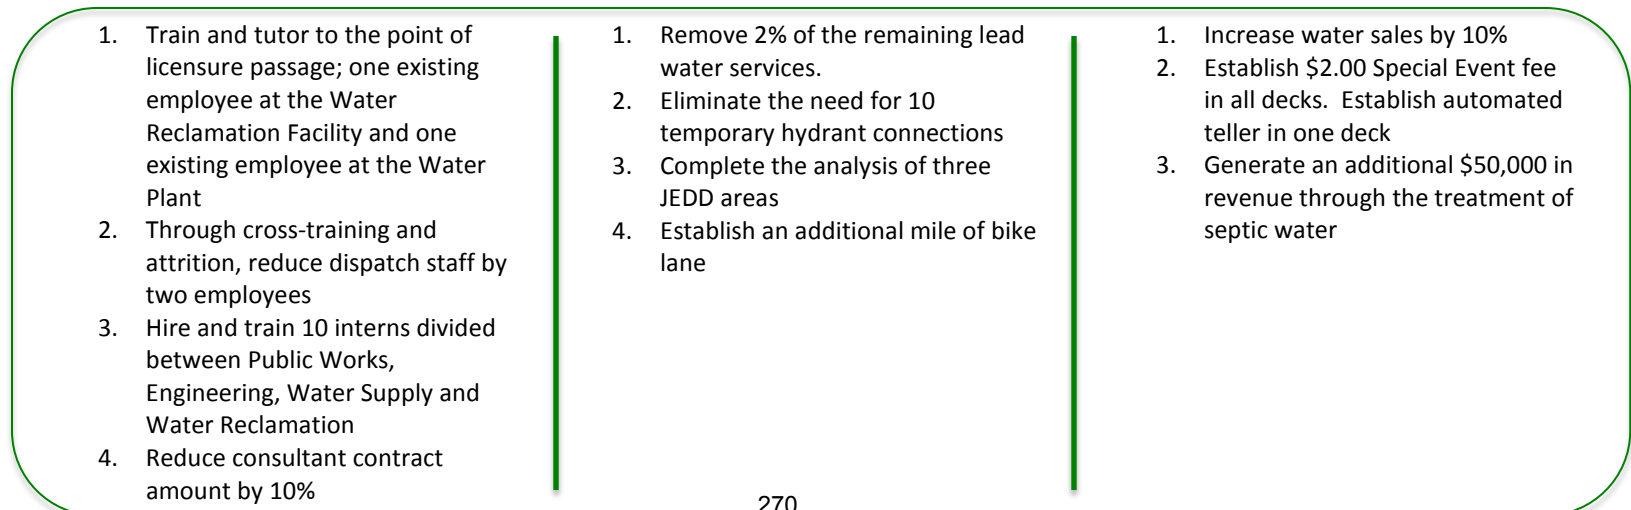 1. Train and tutor to the point of
licensure passage; one existing
employee at the Water
Reclamation Facility and one
existing employee at the Water
Plant
2. Through cross-training and
attrition, reduce dispatch staff by
two employees
3. Hire and train 10 interns divided
between Public Works,
Engineering, Water Supply and
Water Reclamation
4. Reduce consultant contract
amount by 10%
1. Remove 2% of the remaining lead
water services.
2. Eliminate the need for 10
temporary hydrant connections
3. Complete the analysis of three
JEDD areas
4. Establish an additional mile of bike
lane
1. Increase water sales by 10%
2. Establish $2.00 Special Event fee
in all decks. Establish automated
teller in one deck
3. Generate an additional $50,000 in
revenue through the treatment of
septic water
270